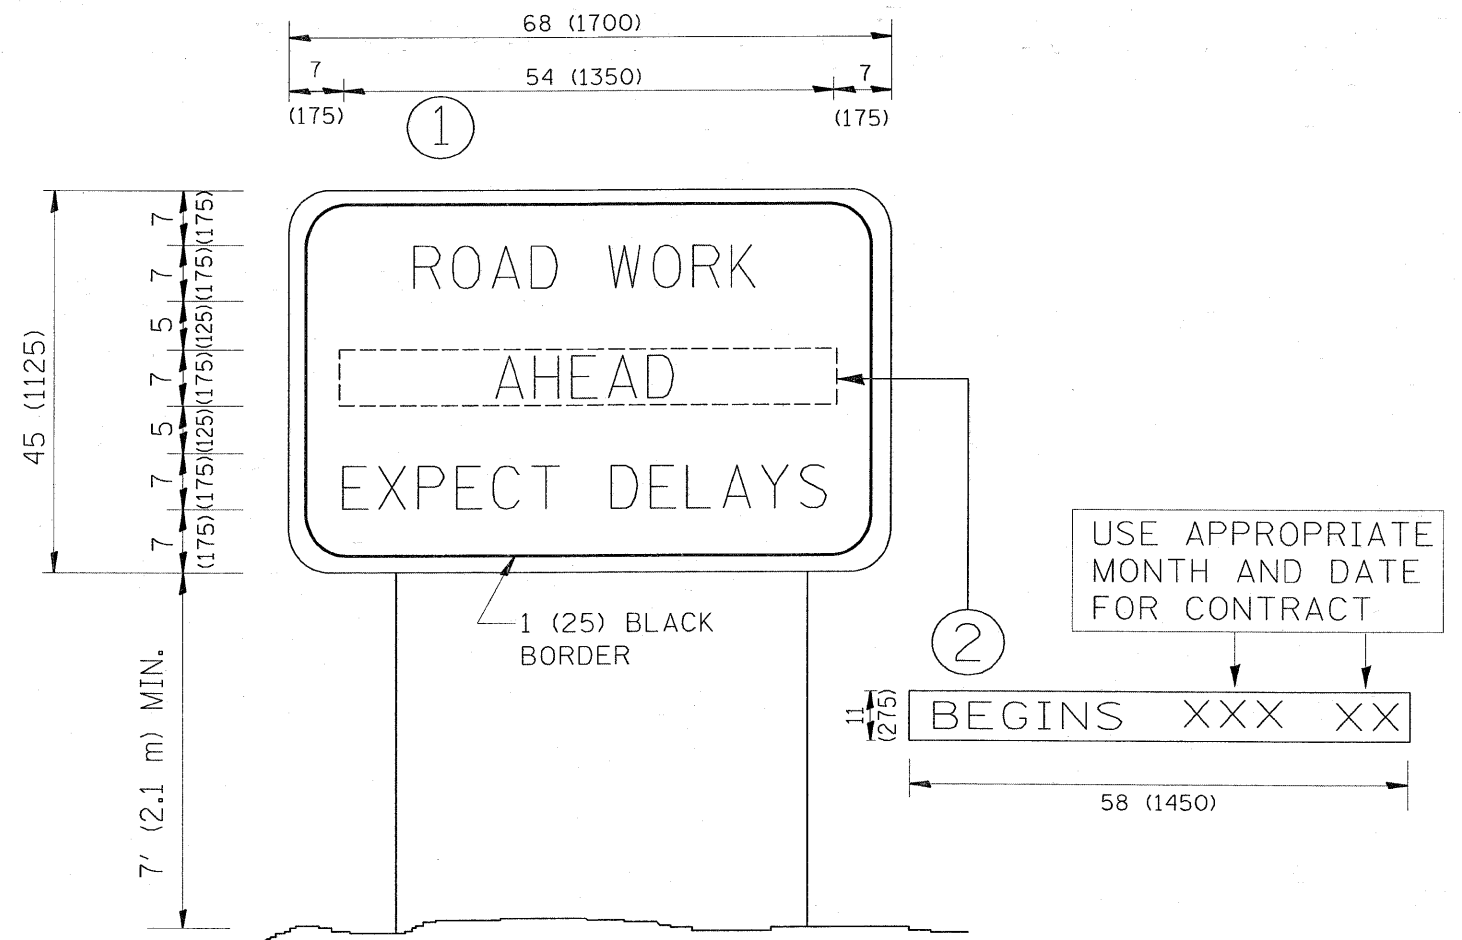 68 (1700)
7
54 (1350)
7
(175)
(175)
1
45 (1125)
7 (175)
7 (175)
5 (125)
7 (175)
5 (125)
7 (175)
7 (175)
ROAD WORK
AHEAD
EXPECT DELAYS
1 (25) BLACK
BORDER
7' (2.1 m) MIN.
2
USE APPROPRIATE
MONTH AND DATE
FOR CONTRACT
11
(275)
BEGINS XXX XX
58 (1450)